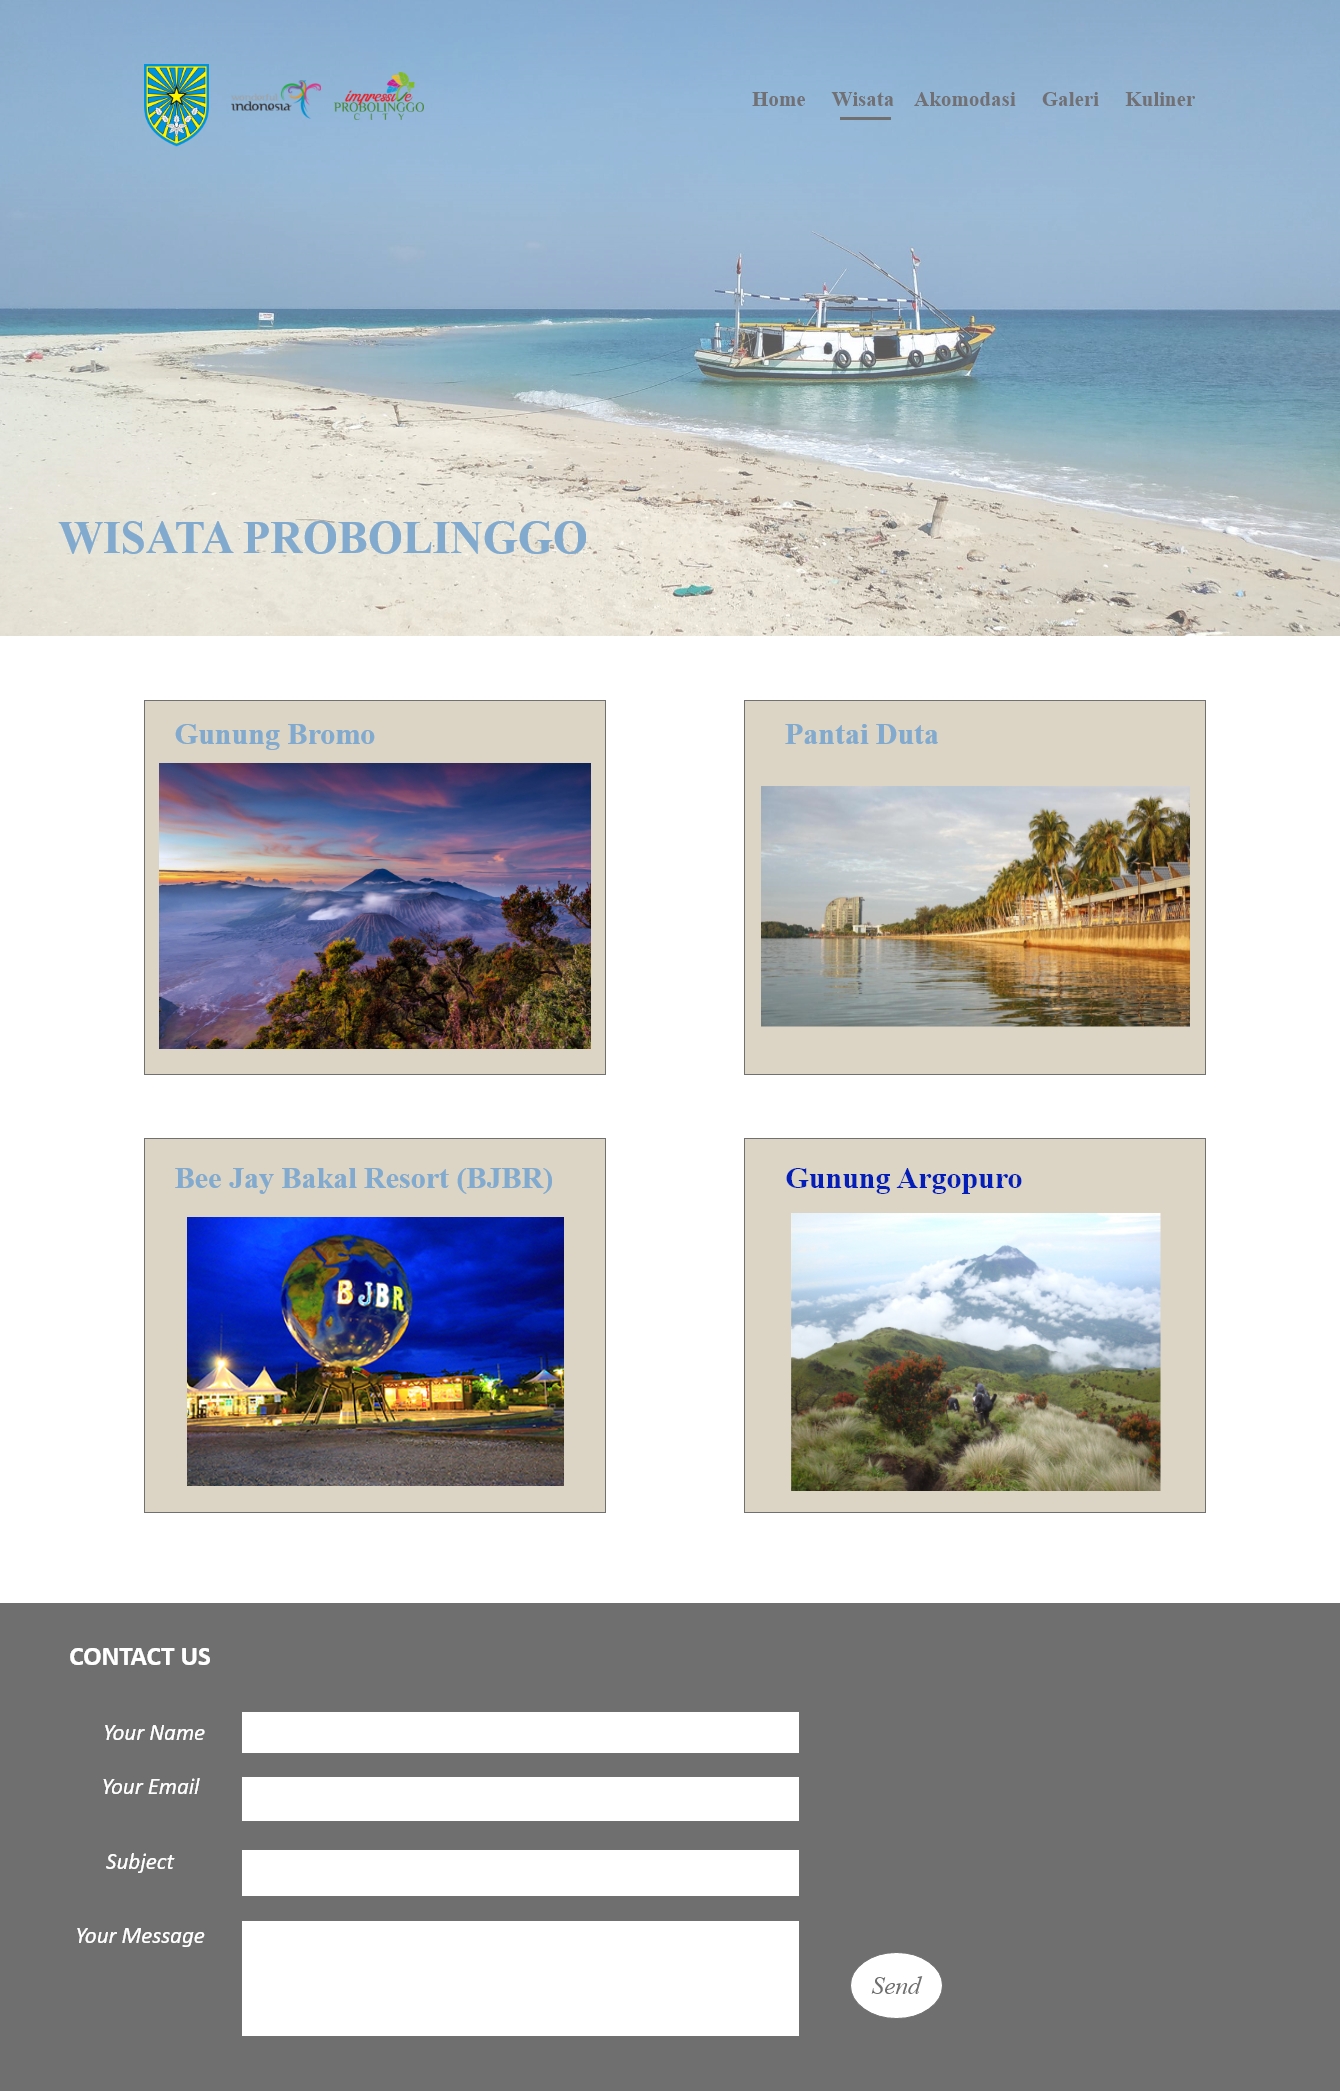 wonderful
indonesia
impressive
PROBOLINGGO
CITY
Home Wisata Akomodasi Galeri Kuliner
WISATA PROBOLINGGO
Gunung Bromo
Pantai Duta
Bee Jay Bakal Resort (BJBR)
Gunung Argopuro
BJBR
CONTACT US
Your Name
Your Email
Subject
Your Message
Send